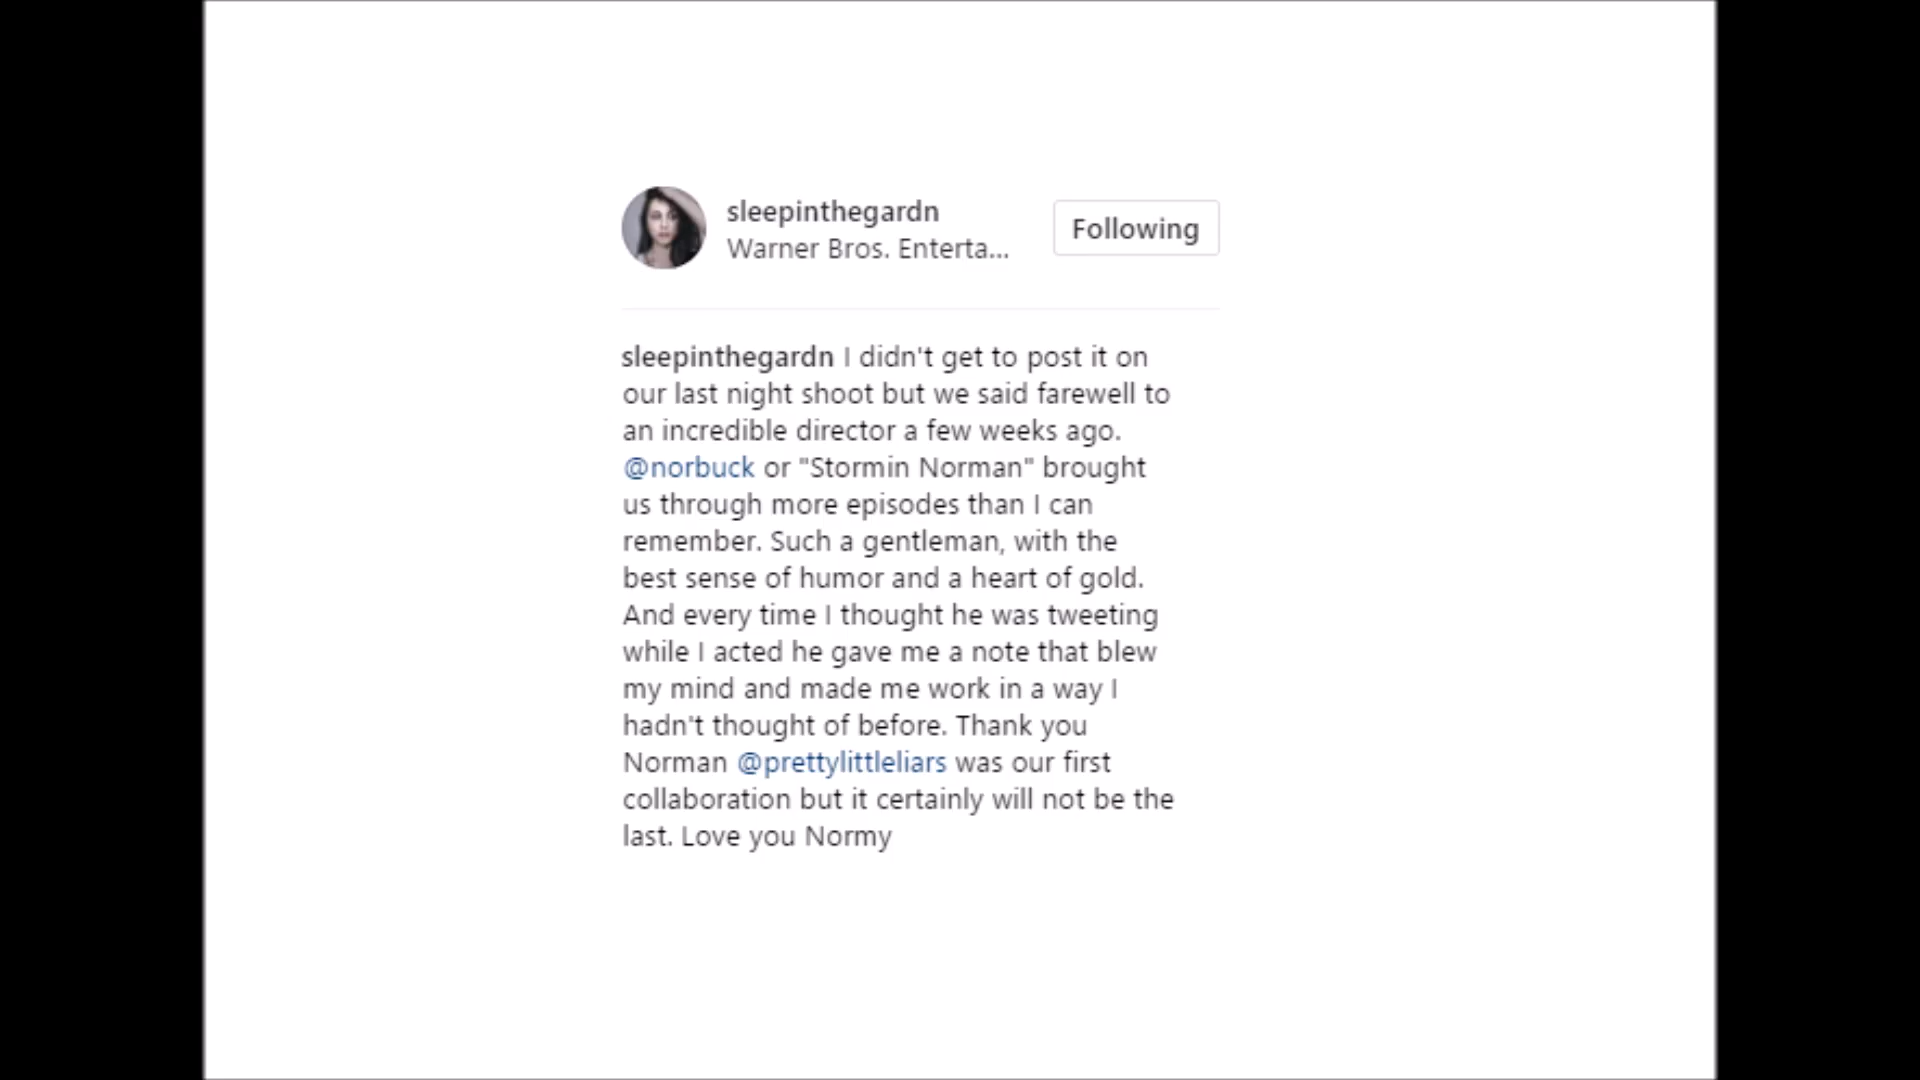 sleepinthegardn
Warner Bros. Enterta...
Following
sleepinthegardn I didn't get to post it on
our last night shoot but we said farewell to
an incredible director a few weeks ago.
@norbuck or "Stormin Norman" brought
us through more episodes than I can
remember. Such a gentleman, with the
best sense of humor and a heart of gold.
And every time I thought he was tweeting
while I acted he gave me a note that blew
my mind and made me work in a way I
hadn't thought of before. Thank you
Norman @prettylittleliars was our first
collaboration but it certainly will not be the
last. Love you Normy